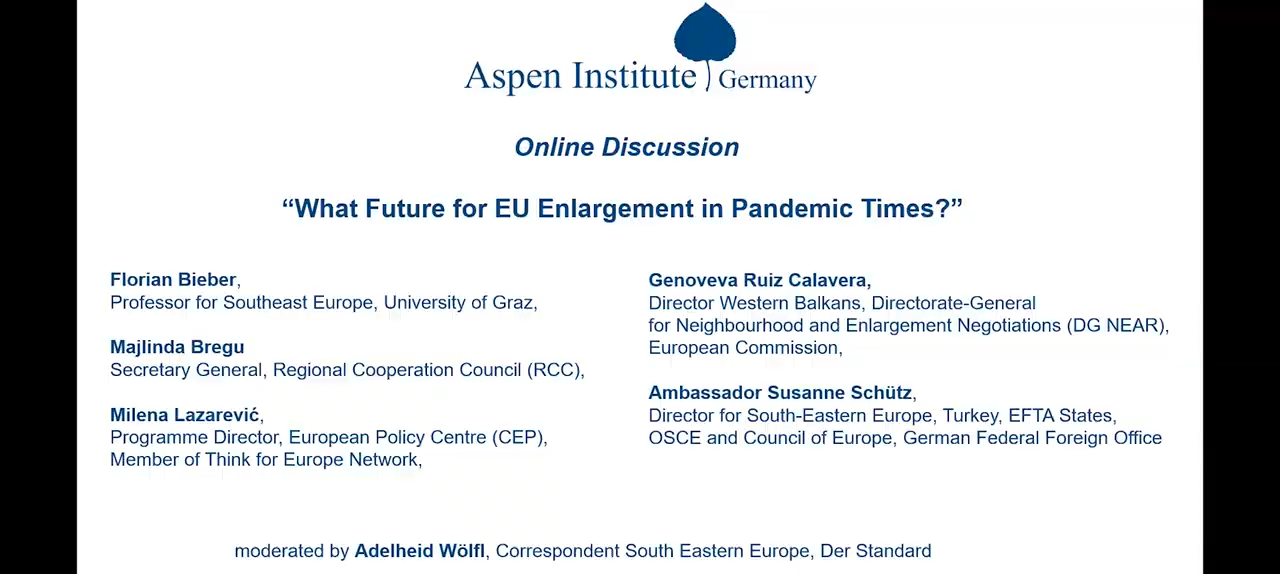 Aspen Institute Germany
Online Discussion
“What Future for EU Enlargement in Pandemic Times?”
Florian Bieber,
Professor for Southeast Europe, University of Graz,
Majlinda Bregu
Secretary General, Regional Cooperation Council (RCC),
Milena Lazarević,
Programme Director, European Policy Centre (CEP),
Member of Think for Europe Network,
Genoveva Ruiz Calavera,
Director Western Balkans, Directorate-General
for Neighbourhood and Enlargement Negotiations (DG NEAR),
European Commission,
Ambassador Susanne Schütz,
Director for South-Eastern Europe, Turkey, EFTA States,
OSCE and Council of Europe, German Federal Foreign Office
moderated by Adelheid Wölfl, Correspondent South Eastern Europe, Der Standard